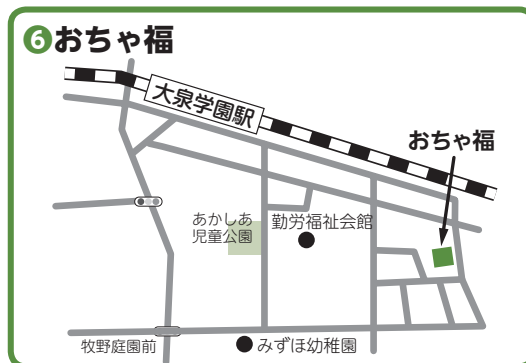 ❻おちゃ福
大泉学園駅
おちゃ福
あかしあ
児童公園
勤労福祉会館
牧野庭園前
みずほ幼稚園